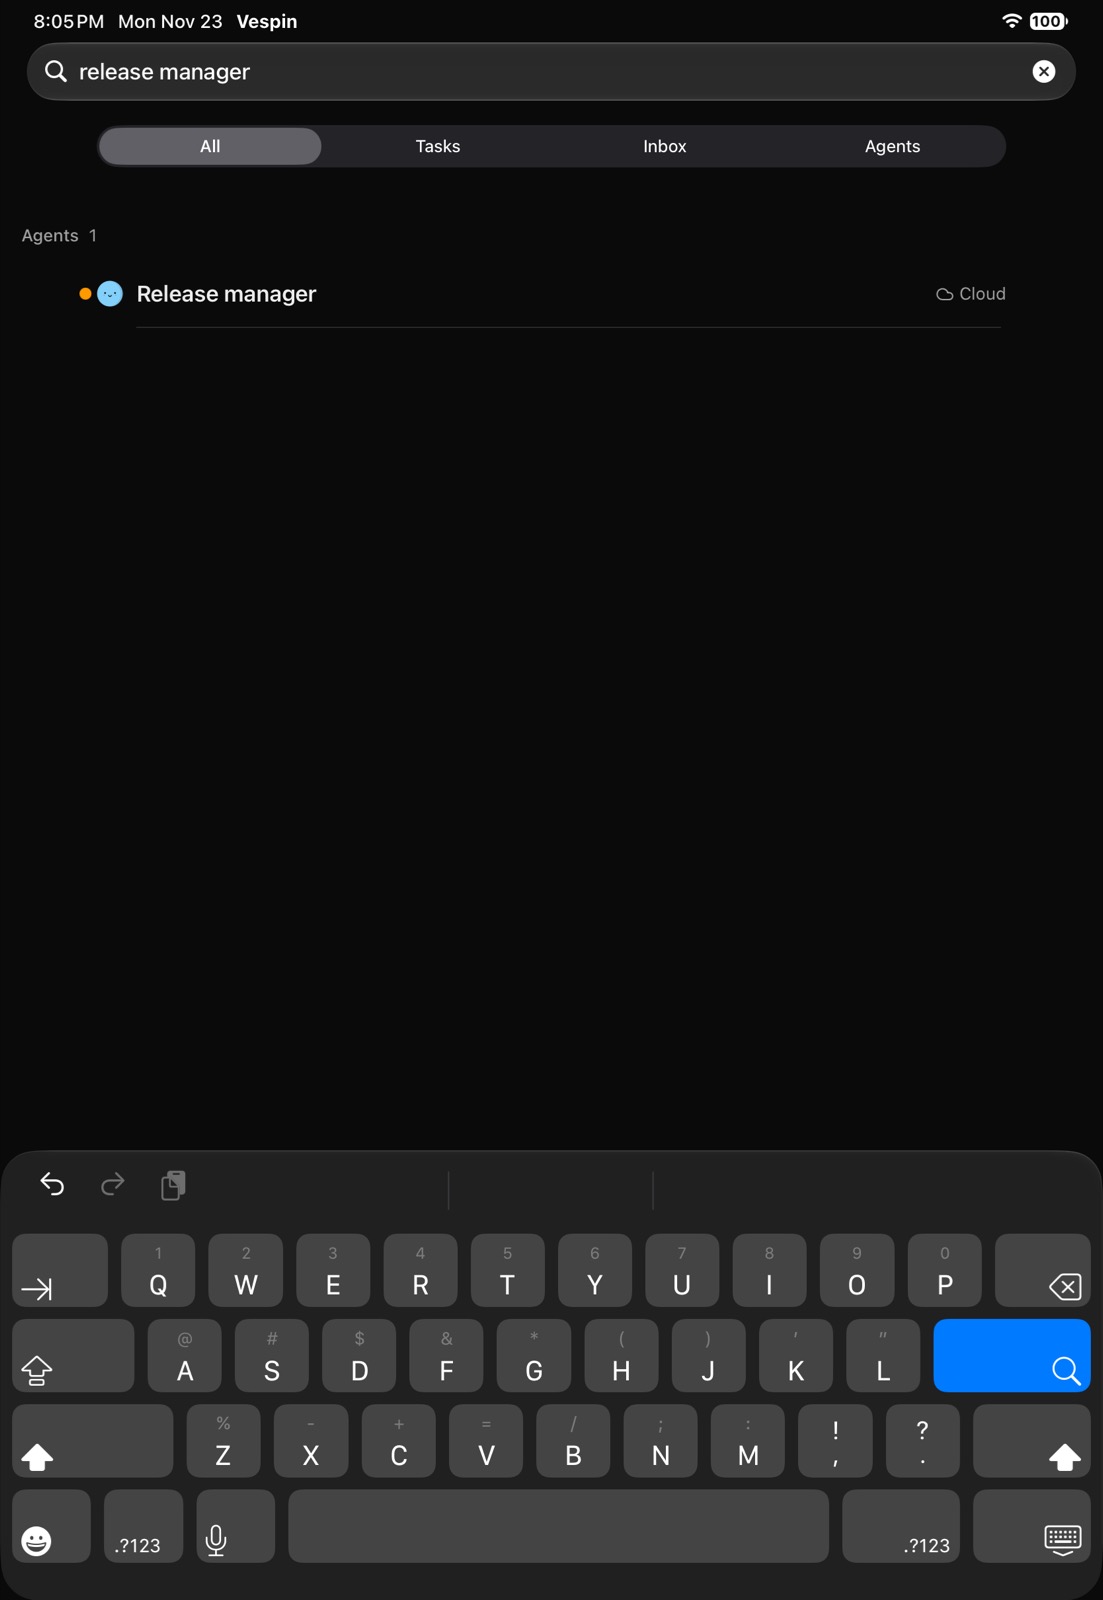 8:05 PM Mon Nov 23 Vespin 100
release manager
All Tasks Inbox Agents
Agents 1
Release manager Cloud
1 2 3 4 5 6 7 8 9 0
Q W E R T Y U I O P
@ # $ & * ( ) ' "
A S D F G H J K L
% - + = / ; : ! ?
Z X C V B N M , .
.?123 .?123